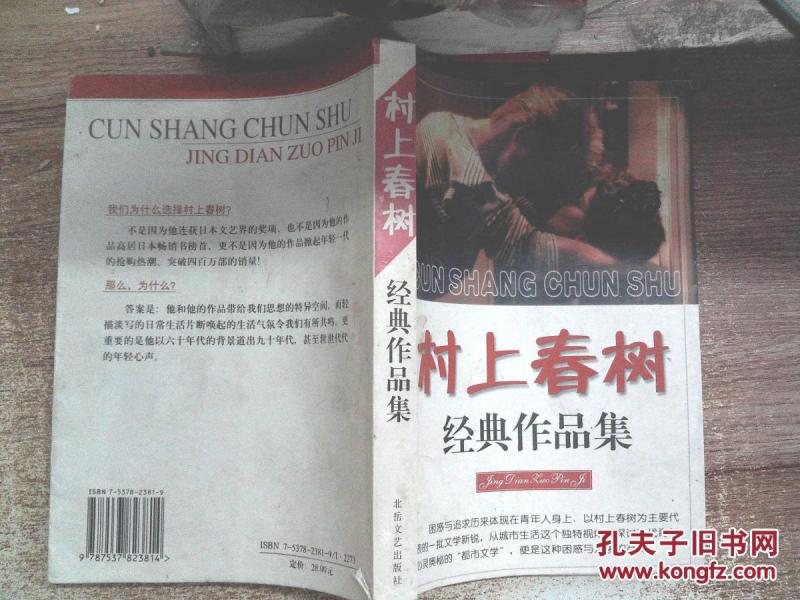 CUN SHANG CHUN SHU
JING DIAN ZUO PIN JI
我们为什么选择村上春树?
不是因为他连获日本文艺界的奖项、也不是因为他的作
品高居日本畅销书榜首、更不是因为他的作品掀起年轻一代
的抢购热潮、突破四百万部的销量!
那么,为什么?
答案是:他和他的作品带给我们思想的特异空间,而轻
描淡写的日常生活片断唤起的生活气氛令我们有所共鸣。更
重要的是他以六十年代的背景道出九十年代,甚至世世代代
的年轻心声。
ISBN 7-5378-2381-9
9 787537 823814 >
ISBN 7-5378-2381-9/I·2273
定价 28.00元
村上春树
经典作品集
北岳文艺出版社
CUN SHANG CHUN SHU
村上春树
经典作品集
Jing Dian Zuo Pin Ji
困惑与追求历来体现在青年人身上、以村上春树为主要代
表的一批文学新锐,从城市生活这个独特视
心灵奥秘的“都市文学”,便是这种困惑与
孔夫子旧书网
www.kongfz.com